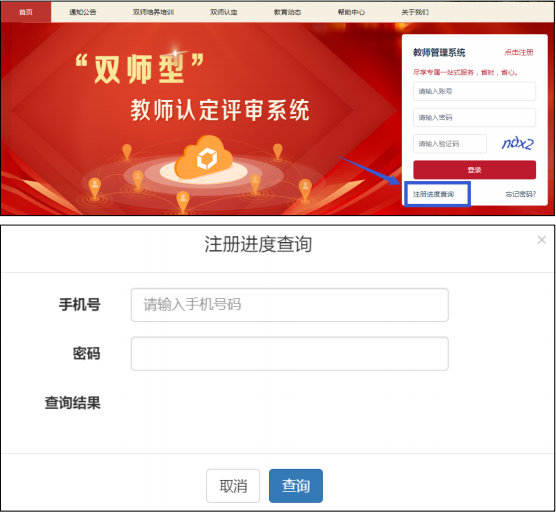 首页 通知公告 双师培养培训 双师认定 教育动态 帮助中心 关于我们
“双师型”
教师认定评审系统
教师管理系统 点击注册
尽享专属一站式服务，省时，省心。
请输入账号
请输入密码
请输入验证码 nbx2
登录
注册进度查询 忘记密码?
注册进度查询 ×
手机号 请输入手机号码
密码
查询结果
取消 查询